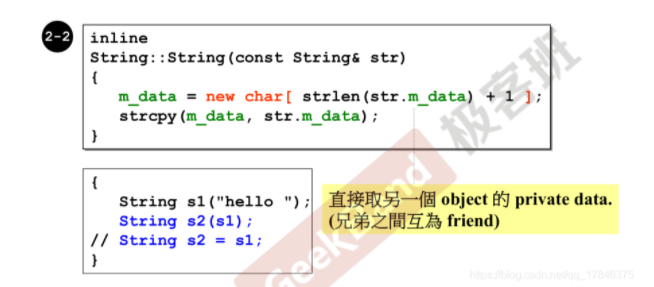 2-2
inline
String::String(const String& str)
{
m_data = new char[ strlen(str.m_data) + 1 ];
strcpy(m_data, str.m_data);
}
{
String s1("hello ");
String s2(s1);
// String s2 = s1;
}
直接取另一個 object 的 private data.
(兄弟之間互為 friend)
GeekBand 极客班
https://blog.csdn.net/qq_17846375